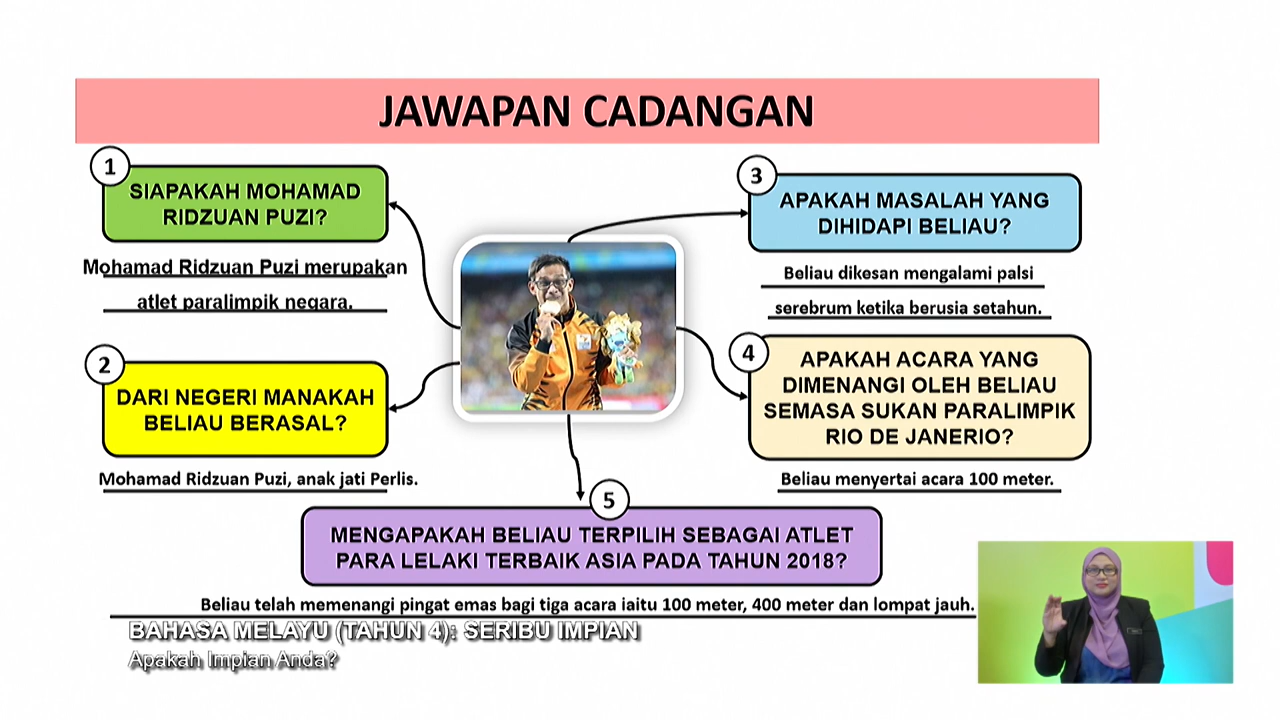 JAWAPAN CADANGAN
1
SIAPAKAH MOHAMAD
RIDZUAN PUZI?
Mohamad Ridzuan Puzi merupakan
atlet paralimpik negara.
2
DARI NEGERI MANAKAH
BELIAU BERASAL?
Mohamad Ridzuan Puzi, anak jati Perlis.
3
APAKAH MASALAH YANG
DIHIDAPI BELIAU?
Beliau dikesan mengalami palsi
serebrum ketika berusia setahun.
4
APAKAH ACARA YANG
DIMENANGI OLEH BELIAU
SEMASA SUKAN PARALIMPIK
RIO DE JANERIO?
Beliau menyertai acara 100 meter.
5
MENGAPAKAH BELIAU TERPILIH SEBAGAI ATLET
PARA LELAKI TERBAIK ASIA PADA TAHUN 2018?
Beliau telah memenangi pingat emas bagi tiga acara iaitu 100 meter, 400 meter dan lompat jauh.
BAHASA MELAYU (TAHUN 4): SERIBU IMPIAN
Apakah Impian Anda?